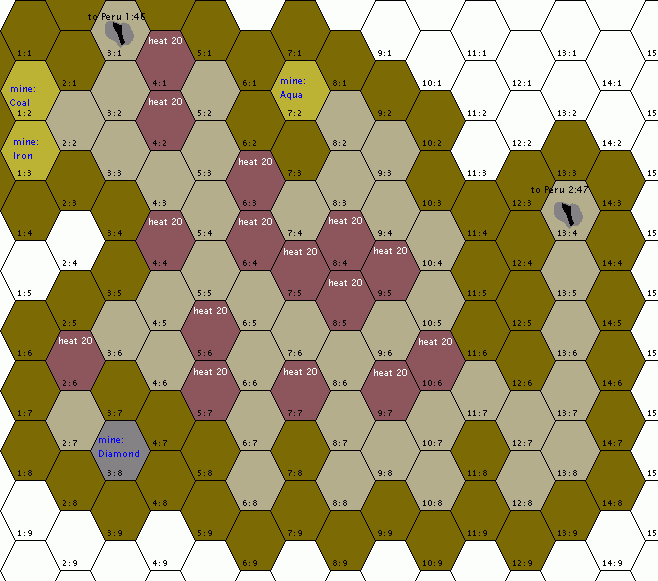 to Peru 1:46
heat 20
1:1 3:1 5:1 7:1 9:1 11:1 13:1 15
2:1 4:1 6:1 8:1 10:1 12:1 14:1
mine:
Coal
mine:
Aqua
heat 20
1:2 3:2 5:2 7:2 9:2 11:2 13:2 15
2:2 4:2 6:2 8:2 10:2 12:2 14:2
mine:
Iron
heat 20
1:3 3:3 5:3 7:3 9:3 11:3 13:3 15
to Peru 2:47
2:3 4:3 6:3 8:3 10:3 12:3 14:3
heat 20 heat 20 heat 20
1:4 3:4 5:4 7:4 9:4 11:4 13:4 15
heat 20 heat 20
2:4 4:4 6:4 8:4 10:4 12:4 14:4
heat 20
1:5 3:5 5:5 7:5 9:5 11:5 13:5 15
heat 20
2:5 4:5 6:5 8:5 10:5 12:5 14:5
heat 20 heat 20
1:6 3:6 5:6 7:6 9:6 11:6 13:6 15
heat 20 heat 20 heat 20
2:6 4:6 6:6 8:6 10:6 12:6 14:6
1:7 3:7 5:7 7:7 9:7 11:7 13:7 15
mine:
Diamond
2:7 4:7 6:7 8:7 10:7 12:7 14:7
1:8 3:8 5:8 7:8 9:8 11:8 13:8 15
2:8 4:8 6:8 8:8 10:8 12:8 14:8
1:9 3:9 5:9 7:9 9:9 11:9 13:9 15
2:9 4:9 6:9 8:9 10:9 12:9 14:9